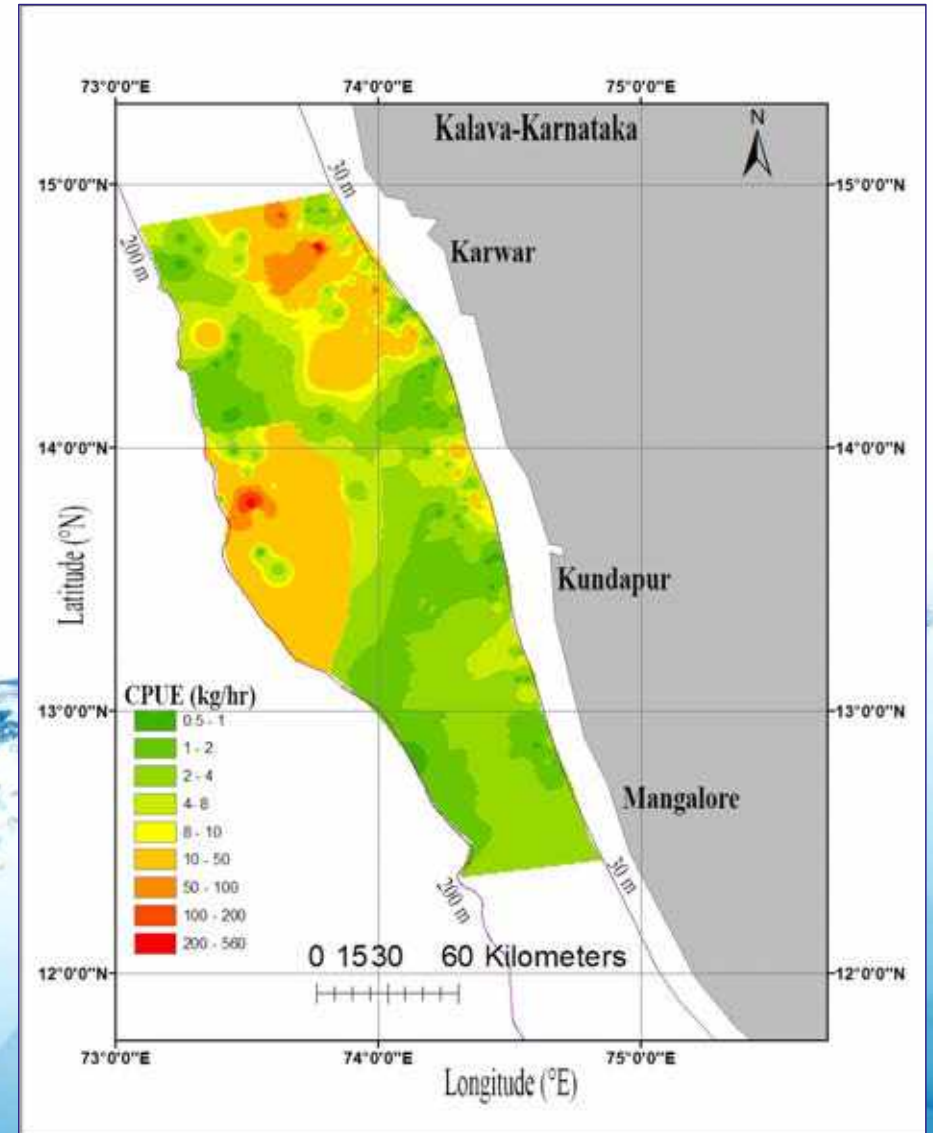 73°0'0"E 74°0'0"E 75°0'0"E
Kalava-Karnataka
N
15°0'0"N 15°0'0"N
30 m
200 m
Karwar
14°0'0"N 14°0'0"N
Latitude (°N)
Kundapur
CPUE (kg/hr)
13°0'0"N 13°0'0"N
0.5 - 1
1 - 2
2 - 4
4-8
8 - 10
10 - 50
50 - 100
100 - 200
200 - 560
Mangalore
30 m
200 m
0 1530 60 Kilometers
12°0'0"N 12°0'0"N
73°0'0"E 74°0'0"E 75°0'0"E
Longitude (°E)